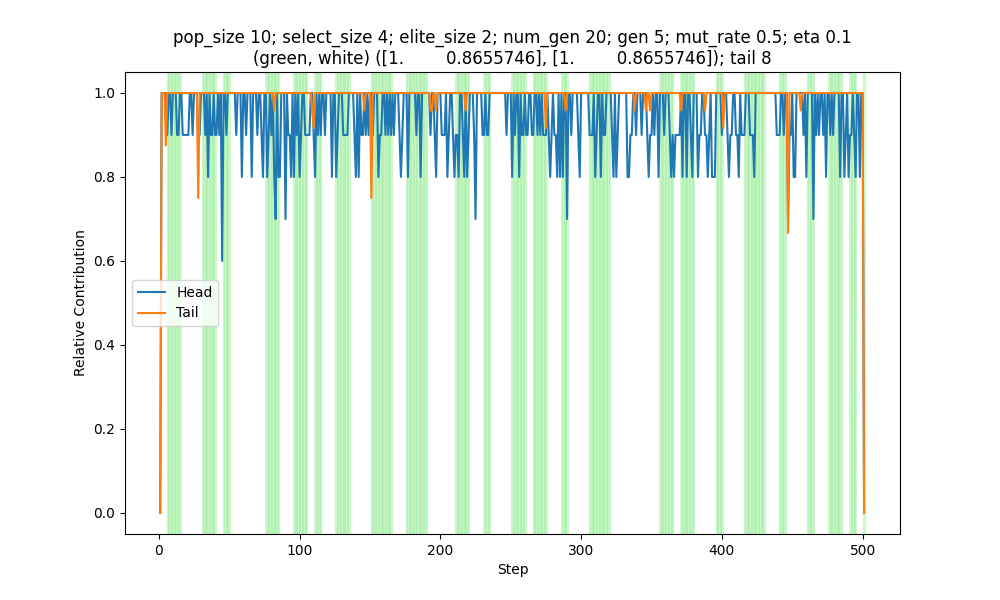 pop_size 10; select_size 4; elite_size 2; num_gen 20; gen 5; mut_rate 0.5; eta 0.1
(green, white) ([1. 0.8655746], [1. 0.8655746]); tail 8
1.0
0.8
0.6
0.4
0.2
0.0
Relative Contribution
Head
Tail
0 100 200 300 400 500
Step